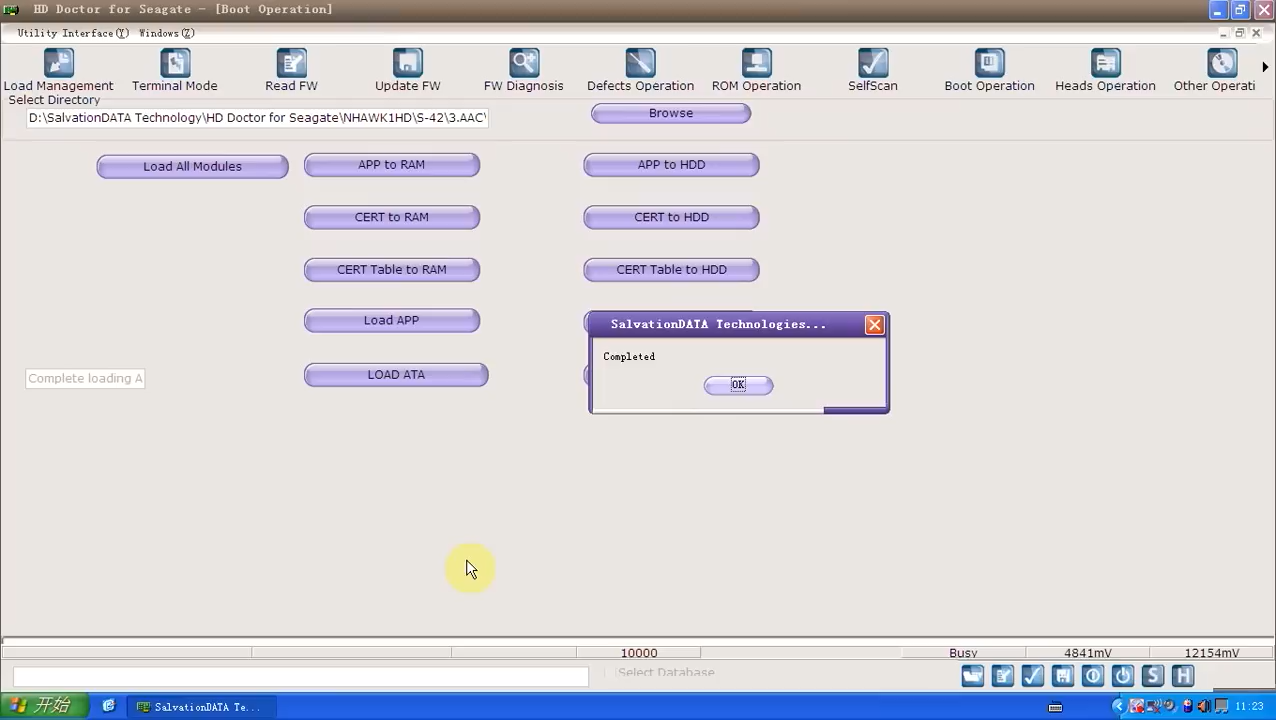 HD Doctor for Seagate - [Boot Operation]
Utility Interface(Y) Windows(Z)
Load Management Terminal Mode Read FW Update FW FW Diagnosis Defects Operation ROM Operation SelfScan Boot Operation Heads Operation Other Operati
Select Directory
D:\SalvationDATA Technology\HD Doctor for Seagate\NHAWK1HD\S-42\3.AAC\ Browse
Load All Modules APP to RAM APP to HDD
CERT to RAM CERT to HDD
CERT Table to RAM CERT Table to HDD
Load APP
SalvationDATA Technologies...
Completed
OK
Complete loading A LOAD ATA
10000 Busy 4841mV 12154mV
Select Database
S H
开始 SalvationDATA Te... 11:23